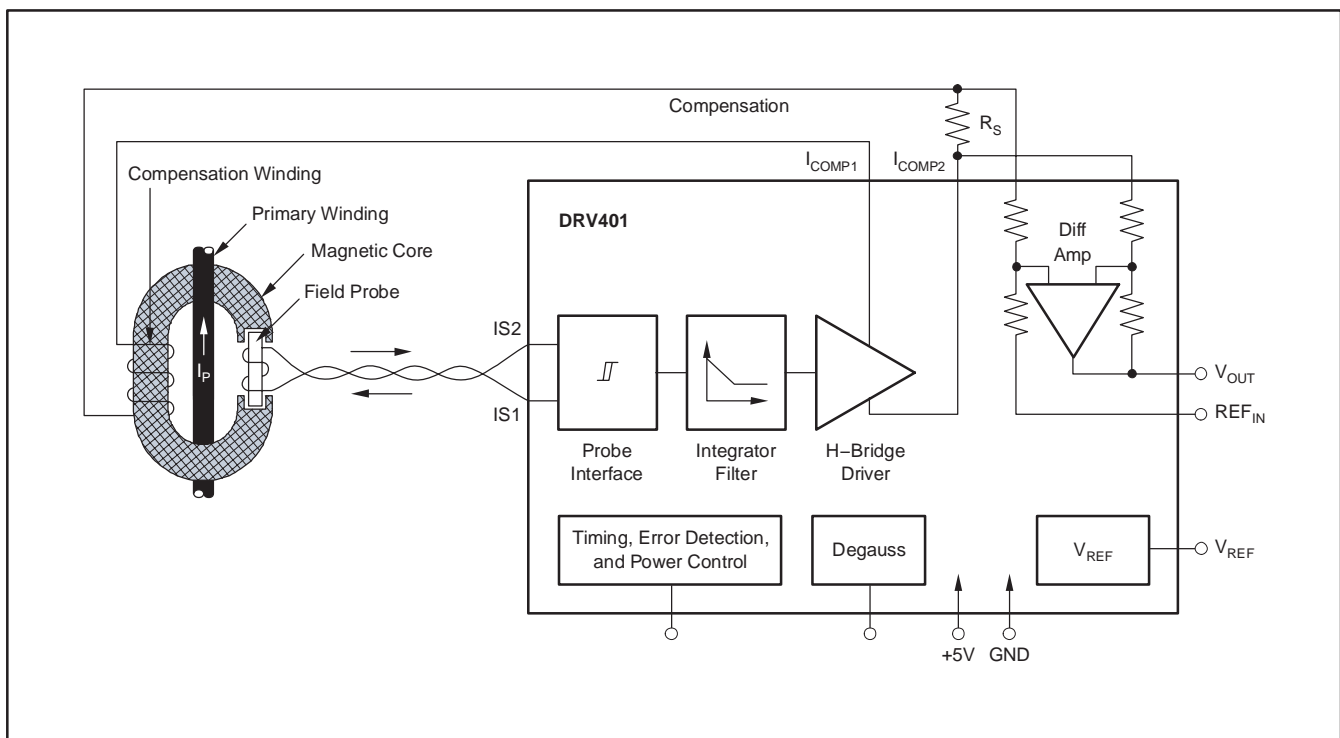 Compensation
R_S
I_COMP1
I_COMP2
Compensation Winding
Primary Winding
DRV401
Diff
Amp
Magnetic Core
Field Probe
IS2
I_P
V_OUT
IS1
REF_IN
Probe
Interface
Integrator
Filter
H−Bridge
Driver
Timing, Error Detection,
and Power Control
Degauss
V_REF
V_REF
+5V
GND